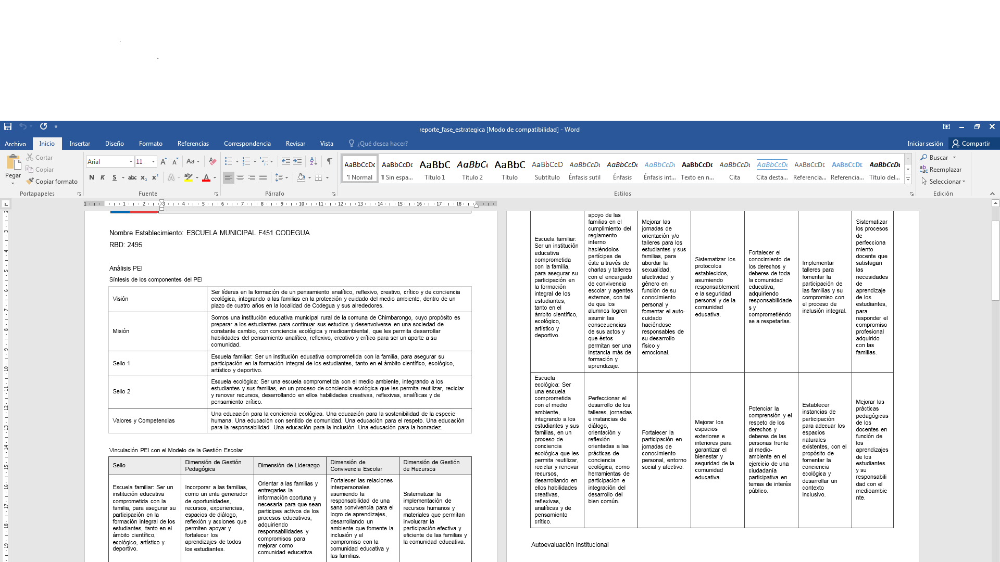 reporte_fase_estrategica [Modo de compatibilidad] - Word
Archivo Inicio Insertar Diseño Formato Referencias Correspondencia Revisar Vista ¿Qué desea hacer? Iniciar sesión Compartir
Pegar
Cortar
Copiar
Copiar formato
Portapapeles
Arial 11
Aa
N K S abc x₂ x² A A
Fuente
Párrafo
AaBbCcDc AaBbCcDc AaBbC AaBbC AaBbC AaBbCcD AaBbCcDc AaBbCcDc AaBbCcDc AaBbCcDc AaBbCcDc AaBbCcDc AABBCCDE AABBCCDE AaBbCcDc
¶ Normal ¶ Sin espa... Título 1 Título 2 Título Subtítulo Énfasis sutil Énfasis Énfasis int... Texto en n... Cita Cita desta... Referencia... Referencia... Título del...
Estilos
Buscar
Reemplazar
Seleccionar
Edición
Nombre Establecimiento: ESCUELA MUNICIPAL F451 CODEGUA
RBD: 2495
Análisis PEI
Síntesis de los componentes del PEI
Visión
Ser líderes en la formación de un pensamiento analítico, reflexivo, creativo, crítico y de conciencia
ecológica, integrando a las familias en la protección y cuidado del medio ambiente, dentro de un
plazo de cuatro años en la localidad de Codegua y sus alrededores.
Misión
Somos una institución educativa municipal rural de la comuna de Chimbarongo, cuyo propósito es
preparar a los estudiantes para continuar sus estudios y desenvolverse en una sociedad de
constante cambio, con conciencia ecológica y medioambiental, que les permita desarrollar
habilidades del pensamiento analítico, reflexivo, creativo y crítico para ser un aporte a su
comunidad.
Sello 1
Escuela familiar: Ser un institución educativa comprometida con la familia, para asegurar su
participación en la formación integral de los estudiantes, tanto en el ámbito científico, ecológico,
artístico y deportivo.
Sello 2
Escuela ecológica: Ser una escuela comprometida con el medio ambiente, integrando a los
estudiantes y sus familias, en un proceso de conciencia ecológica que les permita reutilizar, reciclar
y renovar recursos, desarrollando en ellos habilidades creativas, reflexivas, analíticas y de
pensamiento crítico.
Valores y Competencias
Una educación para la conciencia ecológica. Una educación para la sostenibilidad de la especie
humana. Una educación con sentido de comunidad. Una educación para el respeto. Una educación
para la responsabilidad. Una educación para la inclusión. Una educación para la honradez.
Vinculación PEI con el Modelo de la Gestión Escolar
Sello
Dimensión de Gestión
Pedagógica
Dimensión de Liderazgo
Dimensión de
Convivencia Escolar
Dimensión de Gestión
de Recursos
Escuela familiar: Ser un
institución educativa
comprometida con la
familia, para asegurar su
participación en la
formación integral de los
estudiantes, tanto en el
ámbito científico,
ecológico, artístico y
deportivo.
Incorporar a las familias,
como un ente generador
de oportunidades,
recursos, experiencias,
espacios de diálogo,
reflexión y acciones que
permiten apoyar y
fortalecer los
aprendizajes de todos
los estudiantes.
Orientar a las familias y
entregarles la
información oportuna y
necesaria para que sean
participes activos de los
procesos educativos,
adquiriendo
responsabilidades y
compromisos para
mejorar como
comunidad educativa.
Fortalecer las relaciones
interpersonales
asumiendo la
responsabilidad de una
sana convivencia para el
logro de aprendizajes,
desarrollando un
ambiente que fomente la
inclusión y el
compromiso con la
comunidad educativa y
las familias.
Sistematizar la
implementación de
recursos humanos y
materiales que permitan
involucrar la
participación efectiva y
eficiente de las familias y
la comunidad educativa.
Escuela familiar:
Ser un institución
educativa
comprometida
con la familia,
para asegurar su
participación en
la formación
integral de los
estudiantes,
tanto en el
ámbito científico,
ecológico,
artístico y
deportivo.
apoyo de las
familias en el
cumplimiento del
reglamento
interno
haciéndolos
partícipes de
éste a través de
charlas y talleres
con el encargado
de convivencia
escolar y agentes
externos, con tal
de que los
alumnos logren
asumir las
consecuencias
de sus actos y
que éstos
permitan ser una
instancia más de
formación y
aprendizaje.
Mejorar las
jornadas de
orientación y/o
talleres para los
estudiantes y sus
familias, para
abordar la
sexualidad,
afectividad y
género en
función de su
conocimiento
personal y
fomentar el auto-
cuidado
haciéndose
responsables de
su desarrollo
físico y
emocional.
Sistematizar los
protocolos
establecidos,
asumiendo
responsablement
e la seguridad
personal y de la
comunidad
educativa.
Fortalecer el
conocimiento de
los derechos y
deberes de toda
la comunidad
educativa,
adquiriendo
responsabilidade
s y
comprometiéndo
se a respetarlas.
Implementar
talleres para
fomentar la
participación de
las familias y su
compromiso con
el proceso de
inclusión integral.
Sistematizar
los procesos
de
perfecciona
miento
docente que
satisfagan
las
necesidades
de
aprendizaje
de los
estudiantes,
para
responder el
compromiso
profesional
adquirido
con las
familias.
Escuela
ecológica: Ser
una escuela
comprometida
con el medio
ambiente,
integrando a los
estudiantes y sus
familias, en un
proceso de
conciencia
ecológica que les
permita reutilizar,
reciclar y renovar
recursos,
desarrollando en
ellos habilidades
creativas,
reflexivas,
analíticas y de
pensamiento
crítico.
Perfeccionar el
desarrollo de los
talleres, jornadas
e instancias de
diálogo,
orientación y
reflexión
orientadas a las
prácticas de
conciencia
ecológica; como
herramientas de
participación e
integración del
desarrollo del
bien común.
Fortalecer la
participación en
jornadas de
conocimiento
personal, entorno
social y afectivo.
Mejorar los
espacios
exteriores e
interiores para
garantizar el
bienestar y
seguridad de la
comunidad
educativa.
Potenciar la
comprensión y el
respeto de los
derechos y
deberes de las
personas frente
al medio-
ambiente en el
ejercicio de una
ciudadanía
participativa en
temas de interés
público.
Establecer
instancias de
participación
para adecuar los
espacios
naturales
existentes, con el
propósito de
fomentar la
conciencia
ecológica y
desarrollar un
contexto
inclusivo.
Mejorar las
prácticas
pedagógicas
de los
docentes en
función de
los
aprendizajes
de los
estudiantes
y su
responsabili
dad con el
medioambie
nte.
Autoevaluación Institucional